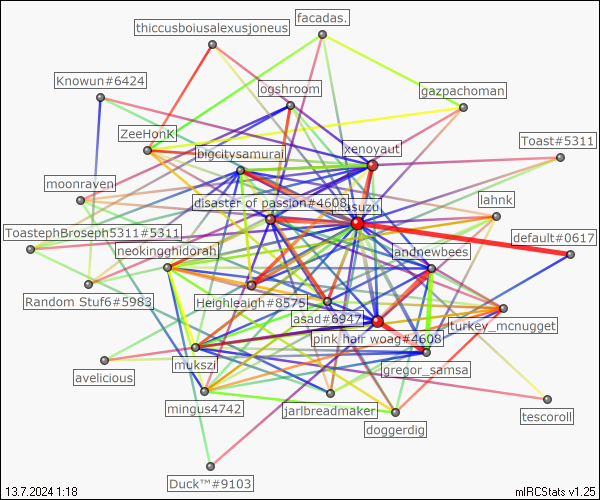 facadas.
thiccusboiusalexusjoneus
Knowun#6424
ogshroom
gazpachoman
ZeeHonK
Toast#5311
bigcitysamurai
xenoyaut
moonraven
lahnk
disaster of passion#4608
asuzu
ToastephBroseph5311#5311
default#0617
neokingghidorah
andnewbees
Random Stuf6#5983
Heighleaigh#8575
asad#6947
turkey_mcnugget
pink hair woag#4608
mukszi
gregor_samsa
avelicious
mingus4742
jarlbreadmaker
tescoroll
doggerdig
Duck™#9103
13.7.2024 1:18
mIRCStats v1.25